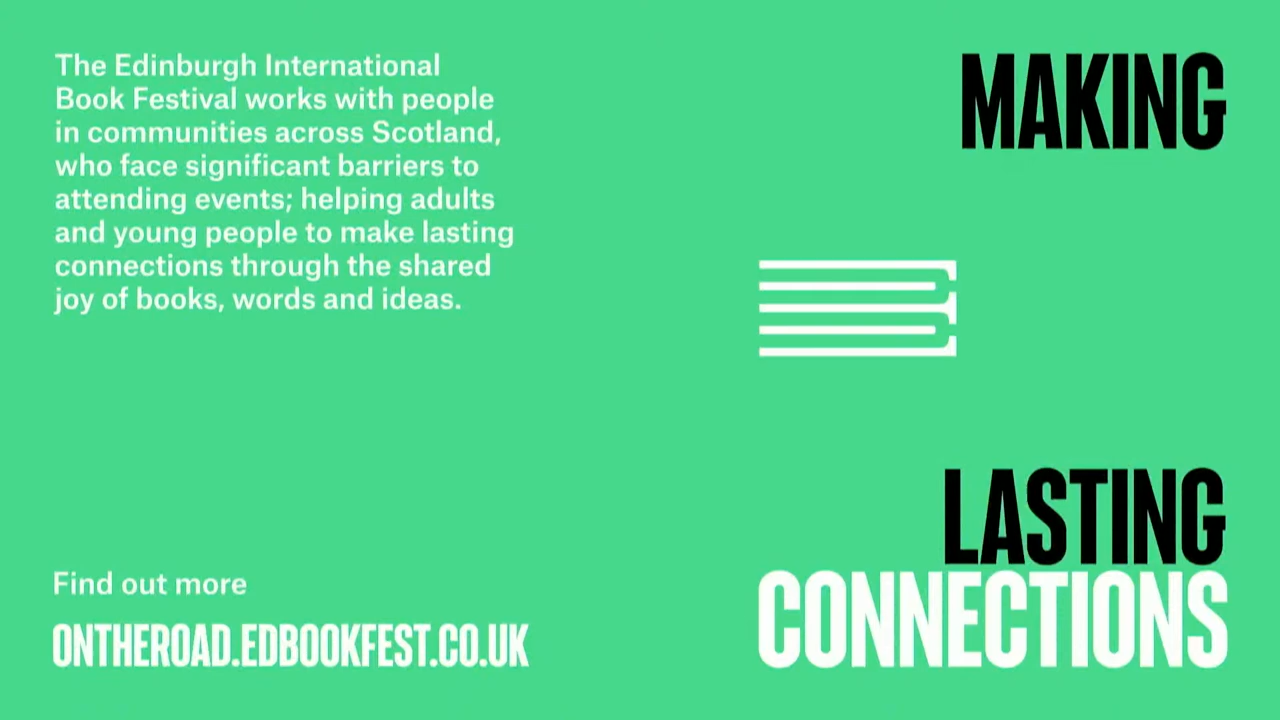 The Edinburgh International
Book Festival works with people
in communities across Scotland,
who face significant barriers to
attending events; helping adults
and young people to make lasting
connections through the shared
joy of books, words and ideas.
Find out more
ONTHEROAD.EDBOOKFEST.CO.UK
MAKING
LASTING
CONNECTIONS